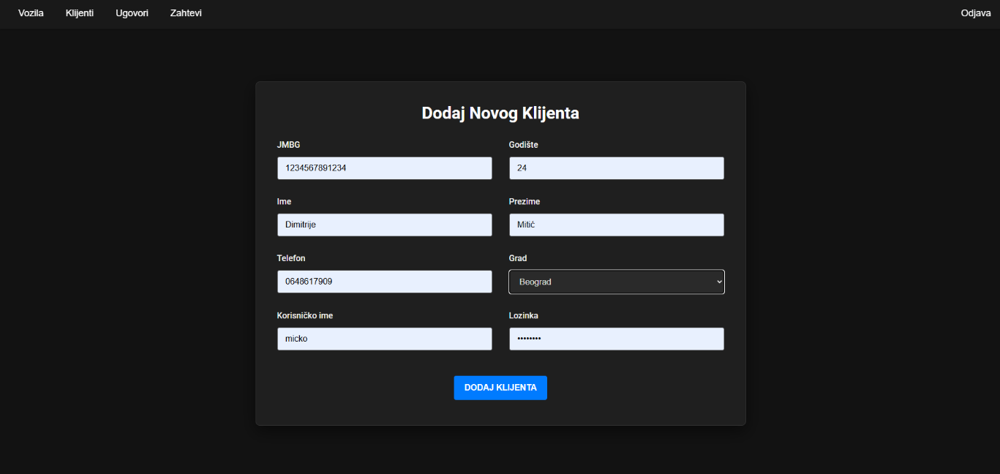 Vozila Klijenti Ugovori Zahtevi Odjava
Dodaj Novog Klijenta
JMBG Godište
1234567891234 24
Ime Prezime
Dimitrije Mitić
Telefon Grad
0648617909 Beograd
Korisničko ime Lozinka
micko ••••••••
DODAJ KLIJENTA